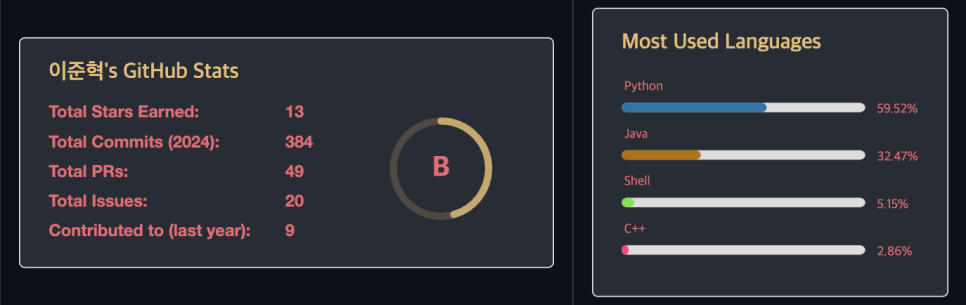 이준혁's GitHub Stats
Total Stars Earned: 13
Total Commits (2024): 384
Total PRs: 49
Total Issues: 20
Contributed to (last year): 9
B
Most Used Languages
Python
59.52%
Java
32.47%
Shell
5.15%
C++
2.86%